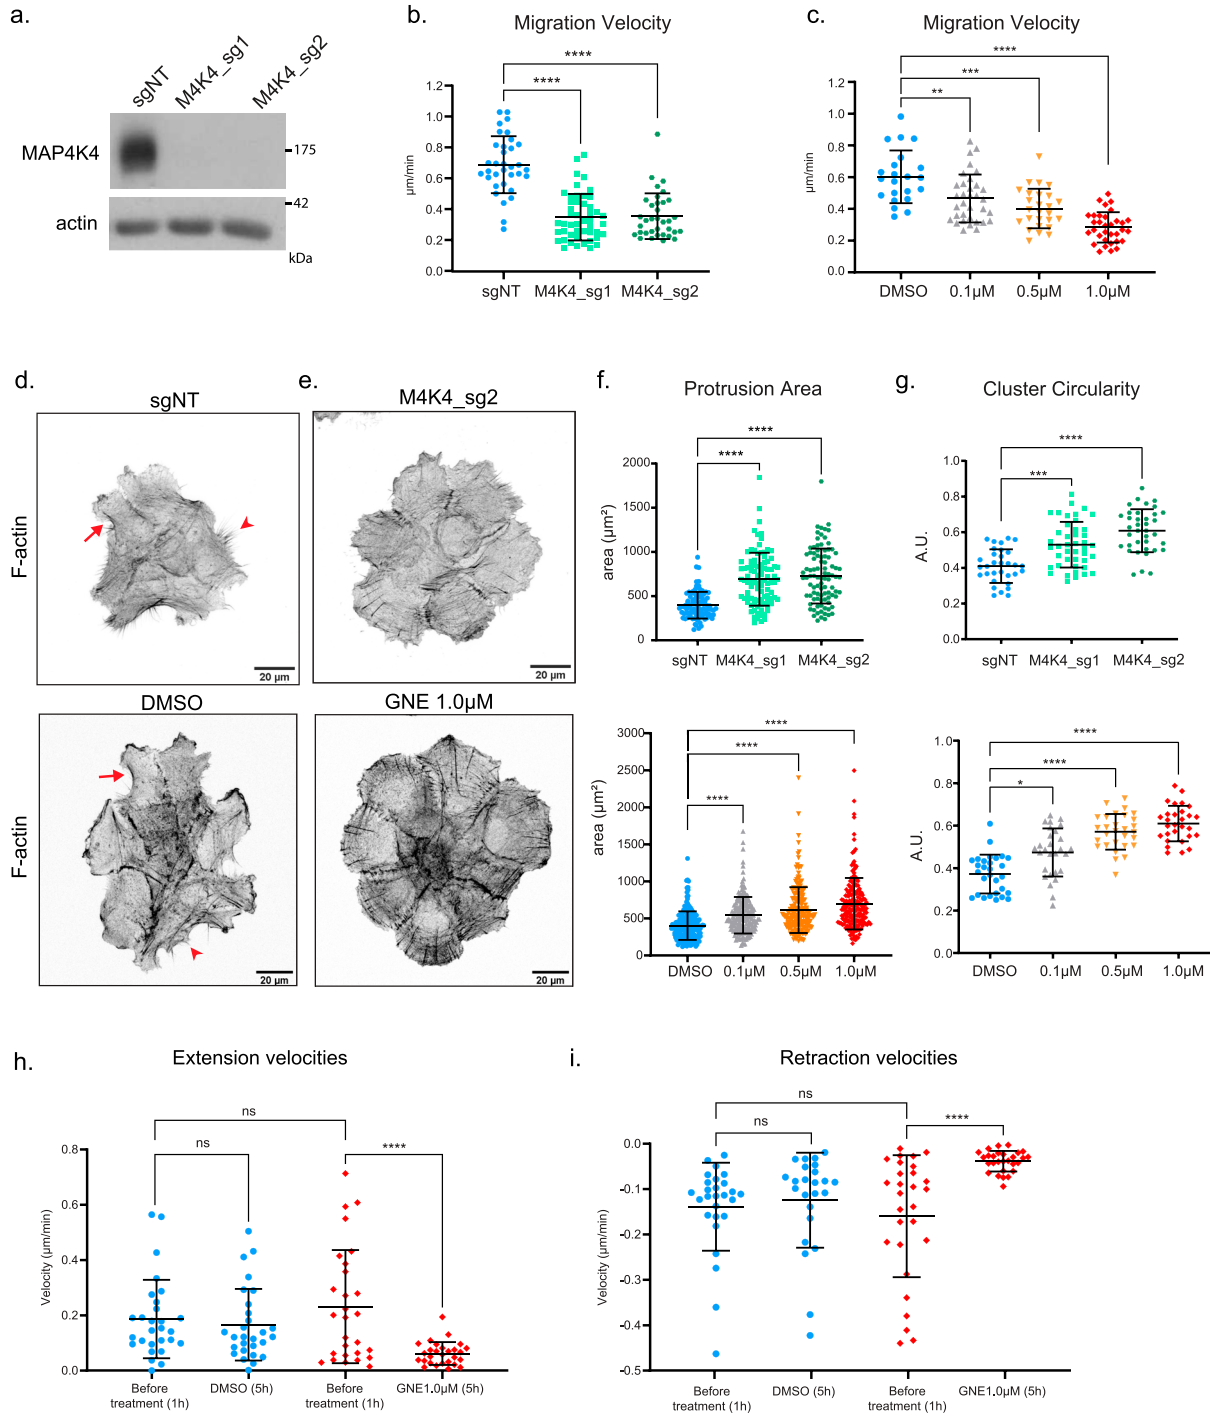 a.
sgNT
M4K4_sg1
M4K4_sg2
MAP4K4
175
42
actin
kDa
b.
Migration Velocity
****
****
µm/min
1.2
1.0
0.8
0.6
0.4
0.2
0.0
sgNT M4K4_sg1 M4K4_sg2
c.
Migration Velocity
****
***
**
µm/min
1.2
1.0
0.8
0.6
0.4
0.2
0.0
DMSO 0.1µM 0.5µM 1.0µM
d.
sgNT
F-actin
20 µm
DMSO
F-actin
20 µm
e.
M4K4_sg2
20 µm
GNE 1.0µM
20 µm
f.
Protrusion Area
****
****
area (µm²)
2000
1500
1000
500
0
sgNT M4K4_sg1 M4K4_sg2
****
****
****
area (µm²)
3000
2500
2000
1500
1000
500
0
DMSO 0.1µM 0.5µM 1.0µM
g.
Cluster Circularity
****
***
A.U.
1.0
0.8
0.6
0.4
0.2
0.0
sgNT M4K4_sg1 M4K4_sg2
****
****
*
A.U.
1.0
0.8
0.6
0.4
0.2
0.0
DMSO 0.1µM 0.5µM 1.0µM
h.
Extension velocities
ns
ns
****
Velocity (µm/min)
0.8
0.6
0.4
0.2
0.0
Before treatment (1h)
DMSO (5h)
Before treatment (1h)
GNE1.0µM (5h)
i.
Retraction velocities
ns
ns
****
Velocity (µm/min)
0.0
-0.1
-0.2
-0.3
-0.4
-0.5
Before treatment (1h)
DMSO (5h)
Before treatment (1h)
GNE1.0µM (5h)